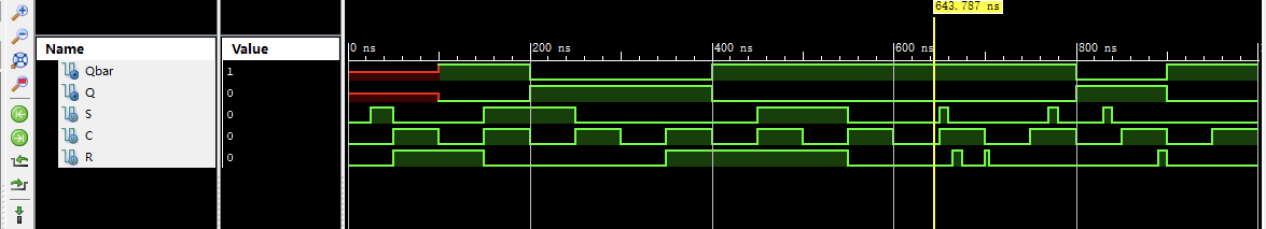 643.787 ns
Name Value
0 ns 200 ns 400 ns 600 ns 800 ns
Qbar 1
Q 0
S 0
C 0
R 0